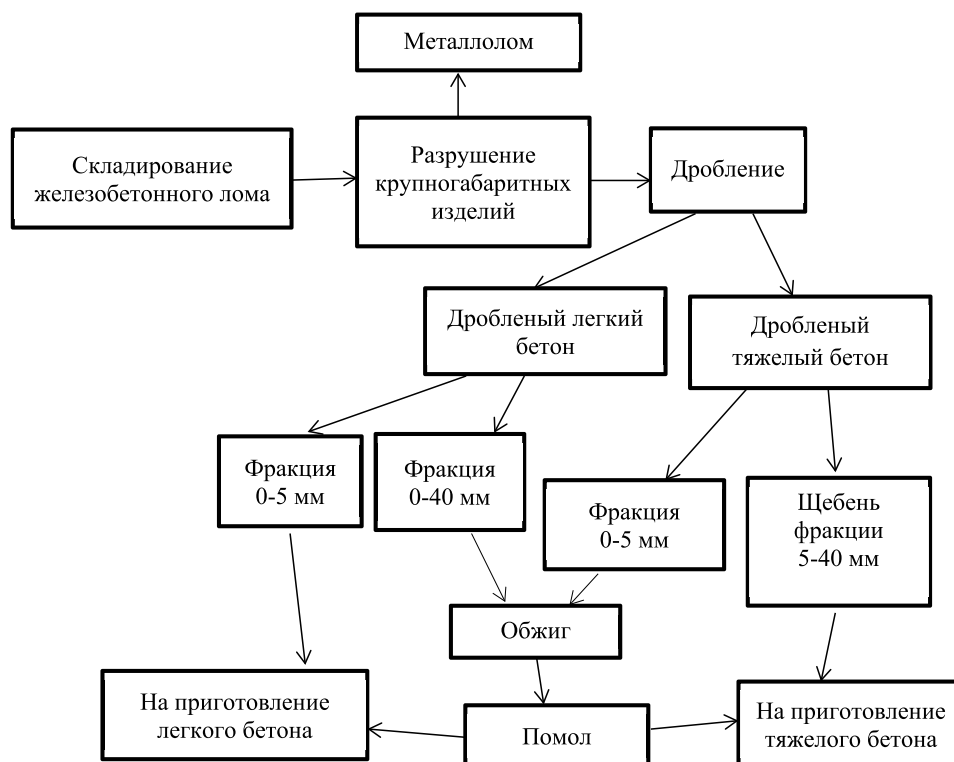 Металлолом
Складирование
железобетонного лома
Разрушение
крупногабаритных
изделий
Дробление
Дробленый легкий
бетон
Дробленый
тяжелый бетон
Фракция
0-5 мм
Фракция
0-40 мм
Фракция
0-5 мм
Щебень
фракции
5-40 мм
Обжиг
На приготовление
легкого бетона
Помол
На приготовление
тяжелого бетона